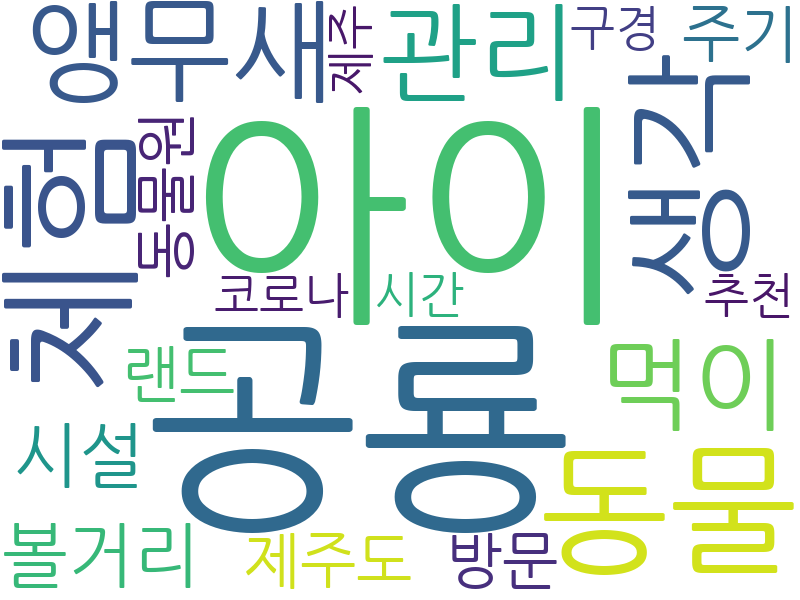 앵무새
제주
관리
구경
주기
체험
동물원
아이
생각
코로나
시간
추천
공룡
랜드
먹이
시설
동물
볼거리
제주도
방문